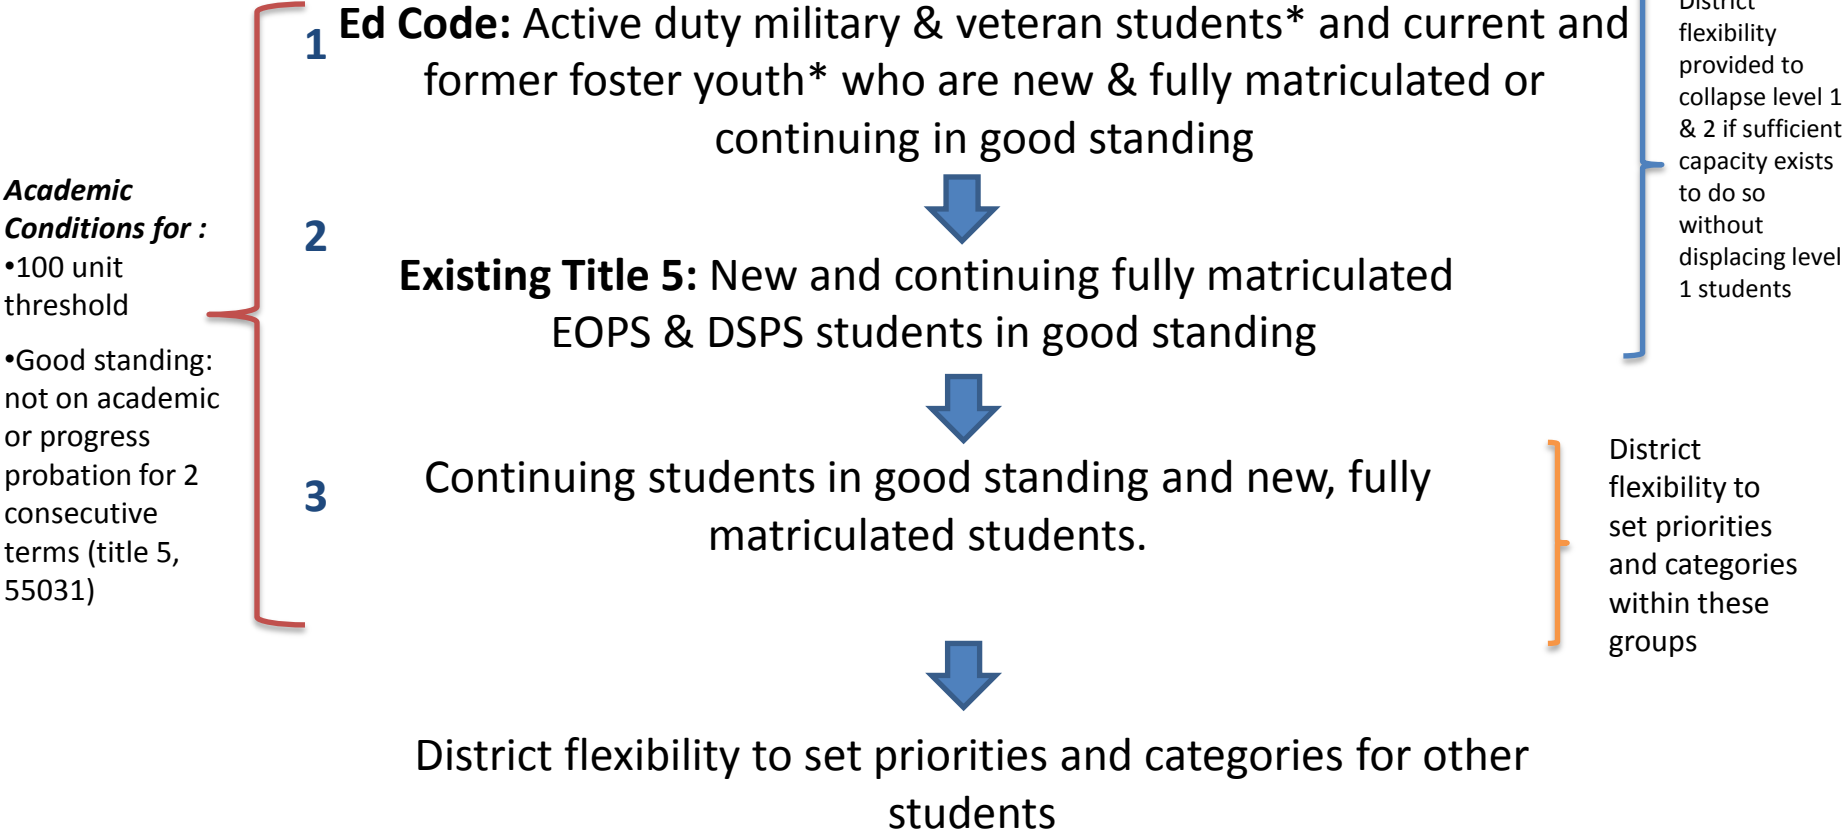 1
Ed Code: Active duty military & veteran students* and current and
former foster youth* who are new & fully matriculated or
continuing in good standing
District
flexibility
provided to
collapse level 1
& 2 if sufficient
capacity exists
to do so
without
displacing level
1 students
Academic
Conditions for :
•100 unit
threshold
•Good standing:
not on academic
or progress
probation for 2
consecutive
terms (title 5,
55031)
2
Existing Title 5: New and continuing fully matriculated
EOPS & DSPS students in good standing
3
Continuing students in good standing and new, fully
matriculated students.
District
flexibility to
set priorities
and categories
within these
groups
District flexibility to set priorities and categories for other
students